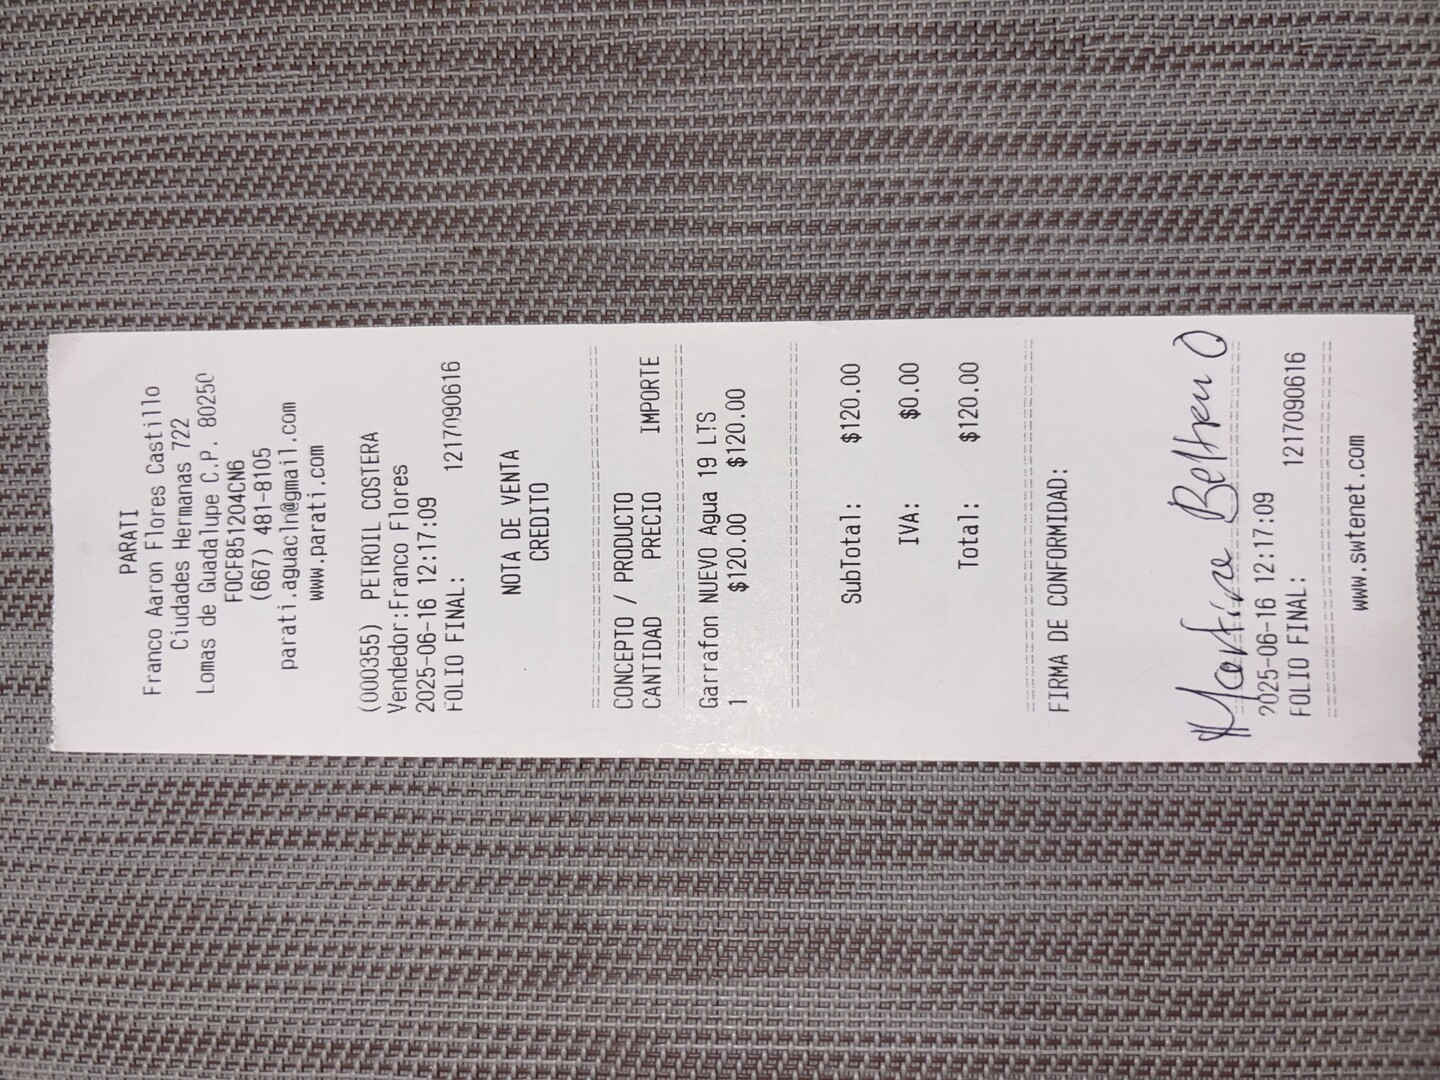 PARATI
Franco Aaron Flores Castillo
Ciudades Hermanas 722
Lomas de Guadalupe C.P. 80250
FOCF851204CN6
(667) 481-8105
parati.aguacln@gmail.com
www.parati.com
(000355) PETROIL COSTERA
Vendedor:Franco Flores
2025-06-16 12:17:09
FOLIO FINAL: 1217090616
NOTA DE VENTA
CREDITO
CONCEPTO / PRODUCTO
CANTIDAD PRECIO IMPORTE
Garrafon NUEVO Agua 19 LTS
1 $120.00 $120.00
SubTotal: $120.00
IVA: $0.00
Total: $120.00
FIRMA DE CONFORMIDAD:
Martine Beltran O
2025-06-16 12:17:09
FOLIO FINAL: 1217090616
www.swtenet.com